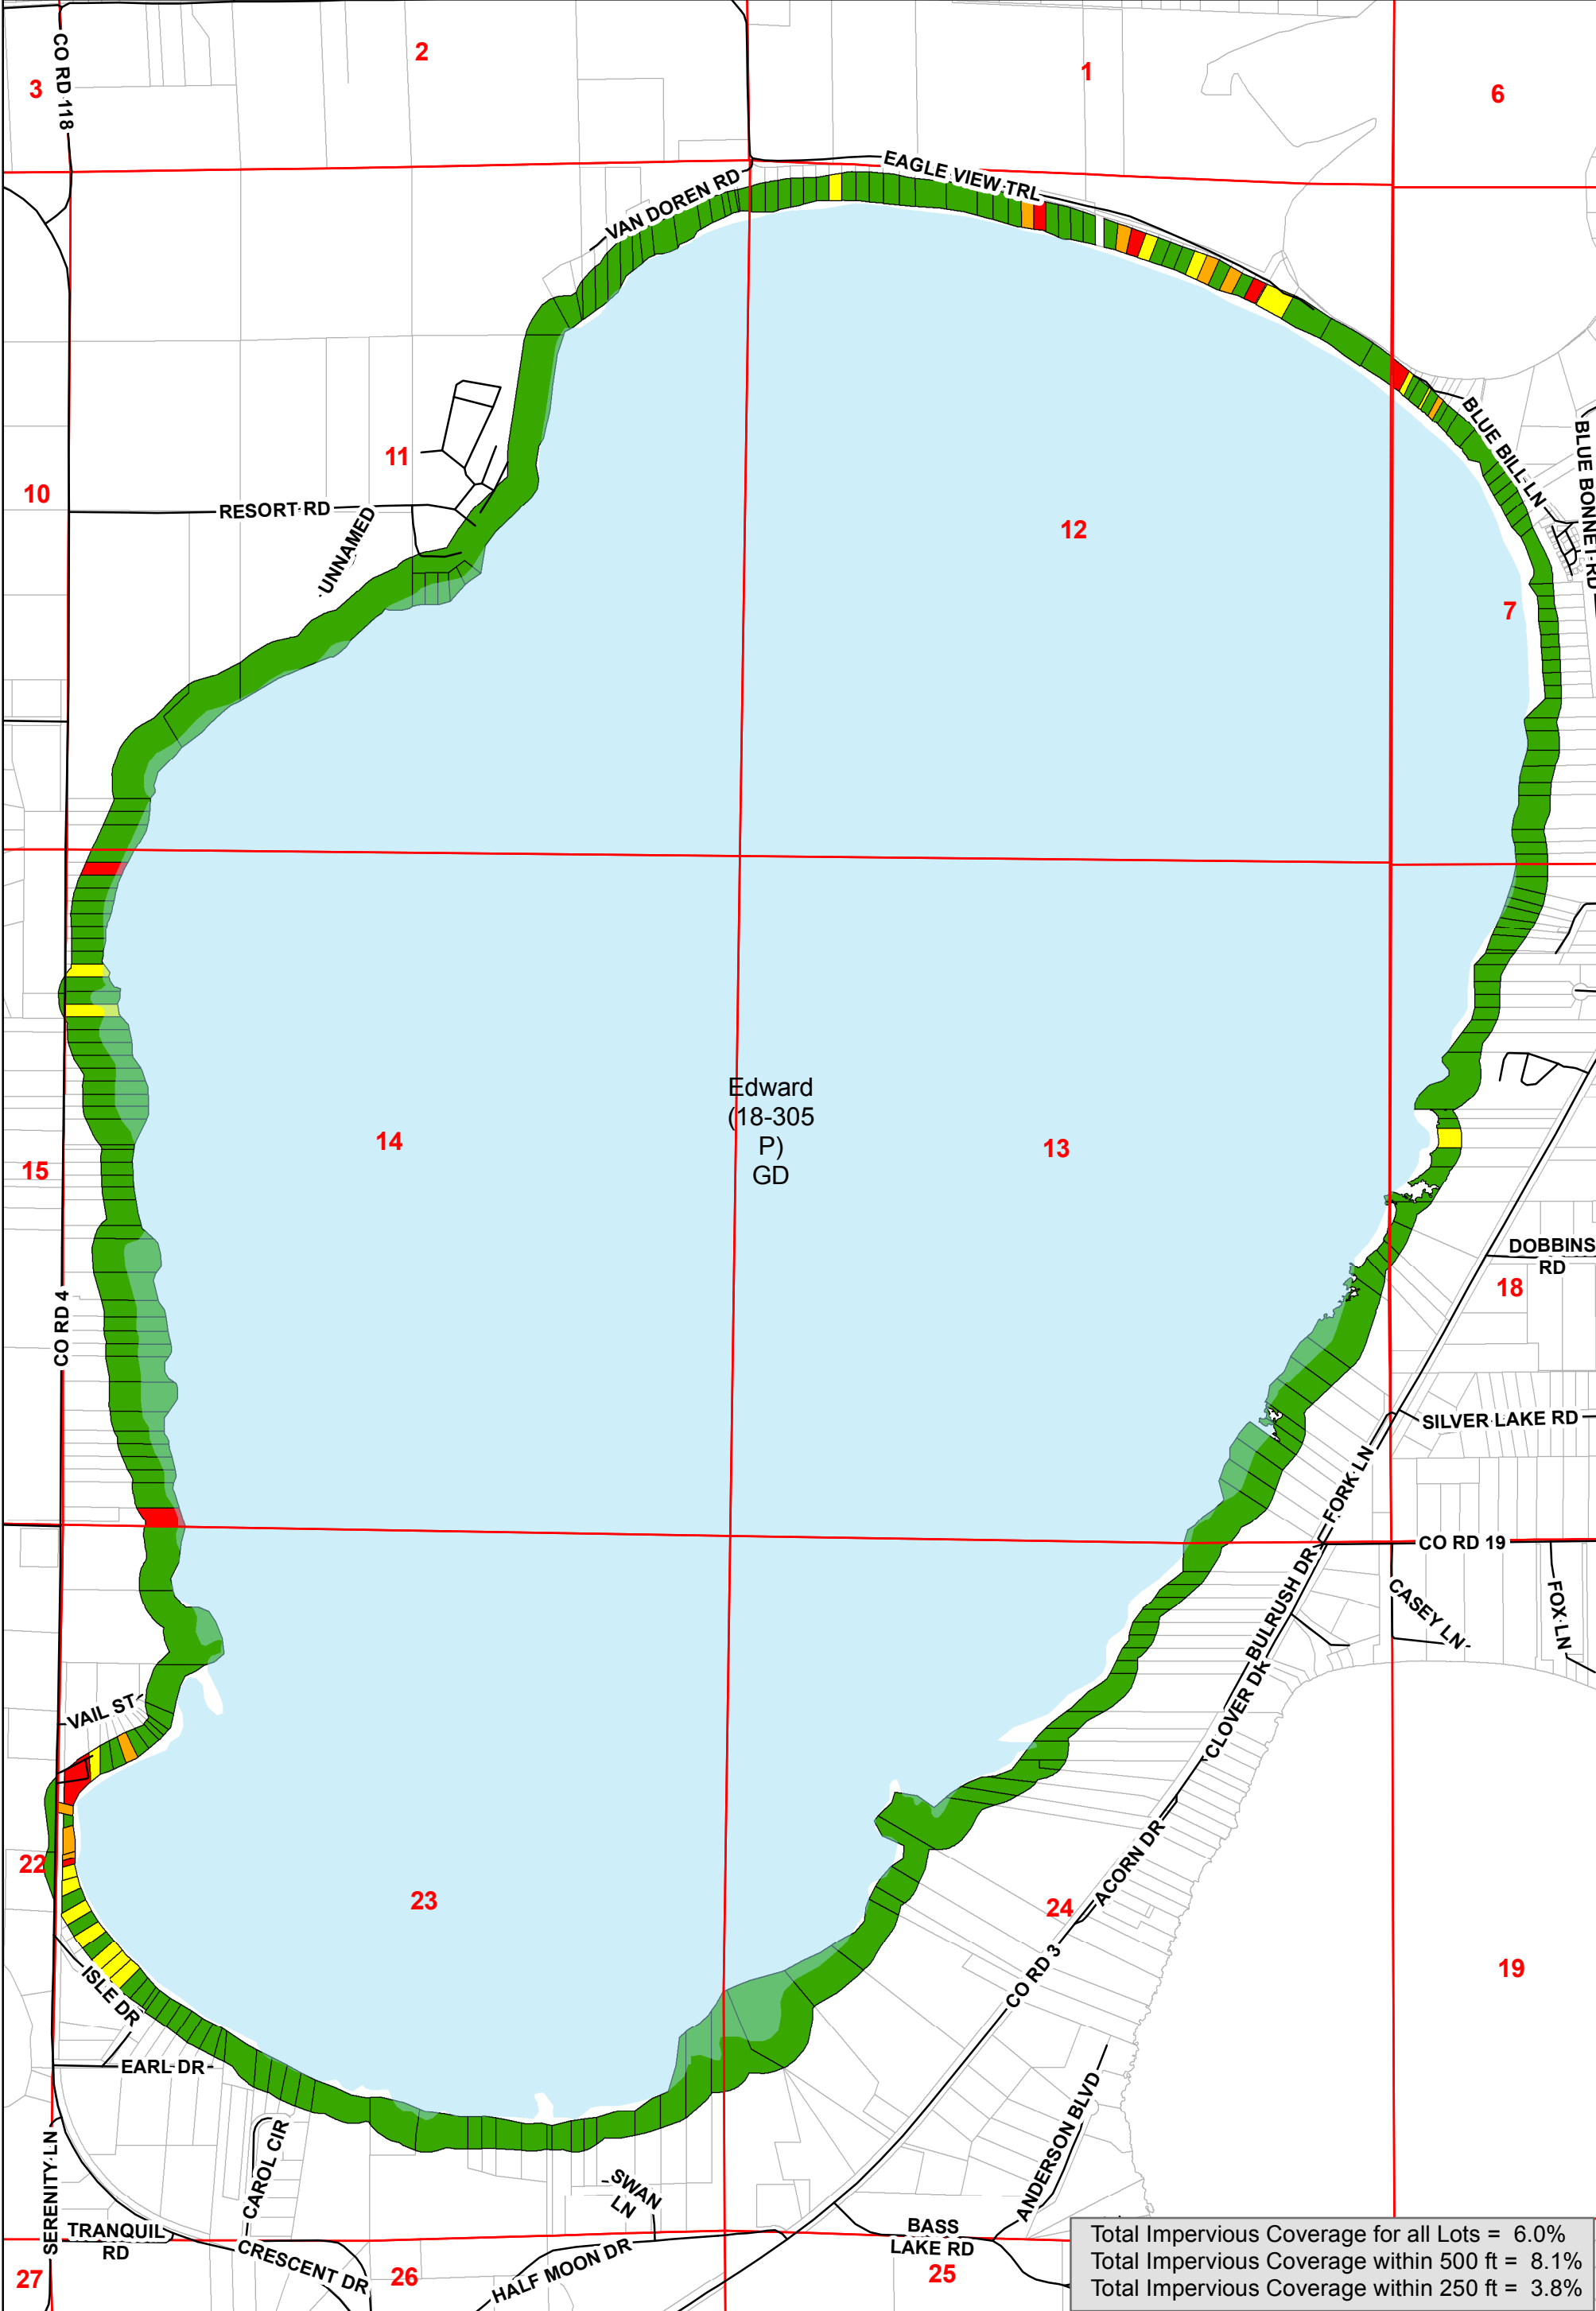 CO RD 118
2
1
3
6
EAGLE VIEW TRL
VAN DOREN RD
BLUE BILL LN
BLUE BONNET RD
11
10
RESORT RD
UNNAMED
12
7
Edward
(18-305
P)
GD
14
13
15
DOBBINS
RD
18
CO RD 4
SILVER LAKE RD
FORK LN
CO RD 19
BULRUSH DR
CASEY LN
FOX LN
CLOVER DR
VAIL ST
ACORN DR
22
23
24
CO RD 3
19
ISLE DR
EARL DR
ANDERSON BLVD
SERENITY LN
CAROL CIR
SWAN
LN
TRANQUIL
RD
BASS
LAKE RD
CRESCENT DR
HALF MOON DR
27
26
25
Total Impervious Coverage for all Lots = 6.0%
Total Impervious Coverage within 500 ft = 8.1%
Total Impervious Coverage within 250 ft = 3.8%